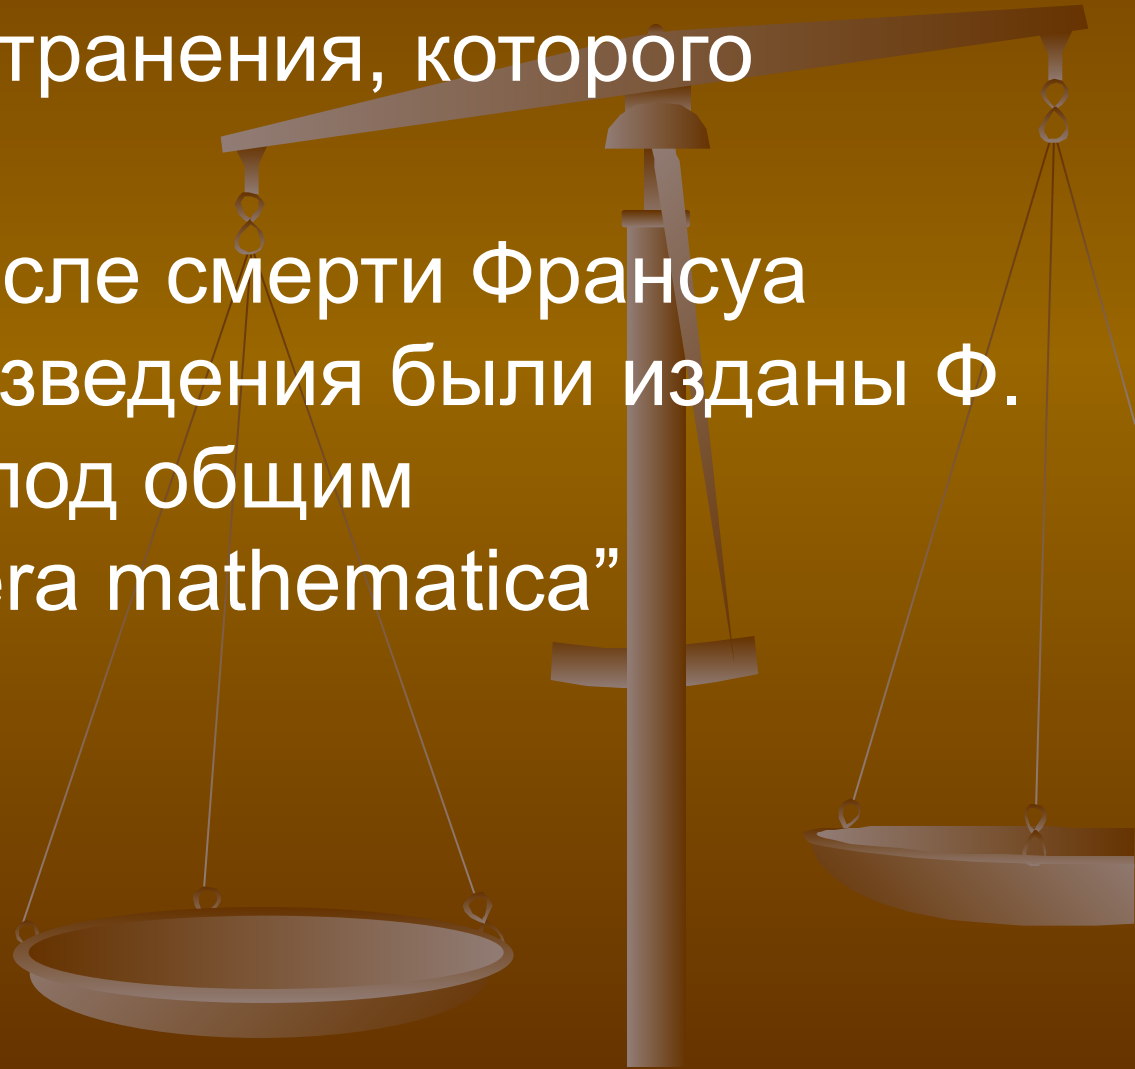 транения, которого
сле смерти Франсуа
зведения были изданы Ф.
под общим
era mathematica”